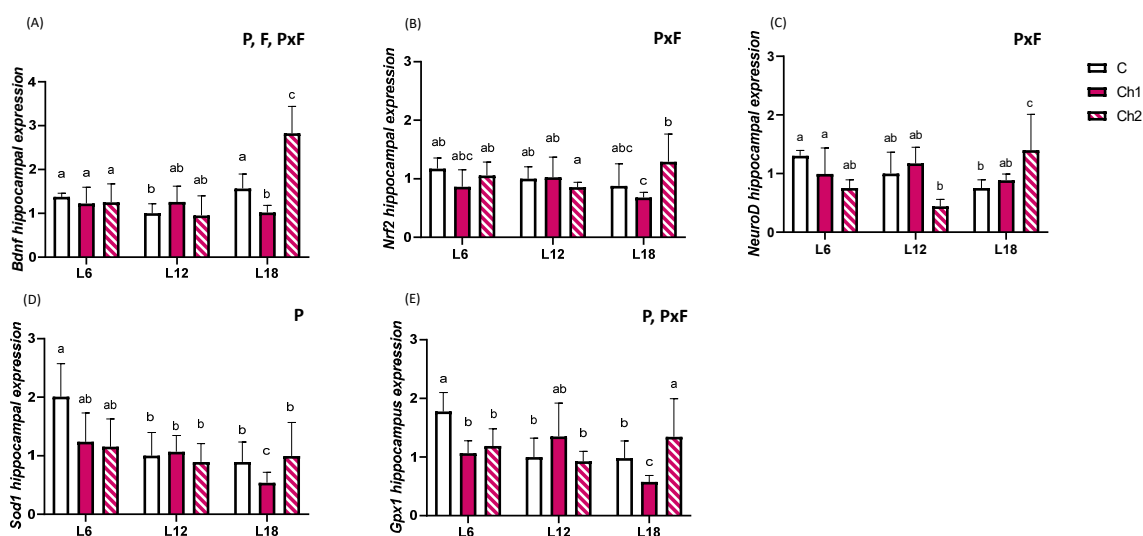 (A)
P, F, PxF
Bdnf hippocampal expression
4
3
2
1
0
a a a b ab ab a b c
L6 L12 L18
(B)
PxF
Nrf2 hippocampal expression
3
2
1
0
ab abc ab ab ab a abc c b
L6 L12 L18
(C)
PxF
NeuroD hippocampal expression
3
2
1
0
a a ab ab ab b b ab c
L6 L12 L18
C
Ch1
Ch2
(D)
P
Sod1 hippocampal expression
3
2
1
0
a ab ab b b b b c b
L6 L12 L18
(E)
P, PxF
Gpx1 hippocampus expression
3
2
1
0
a b b b ab b b c a
L6 L12 L18